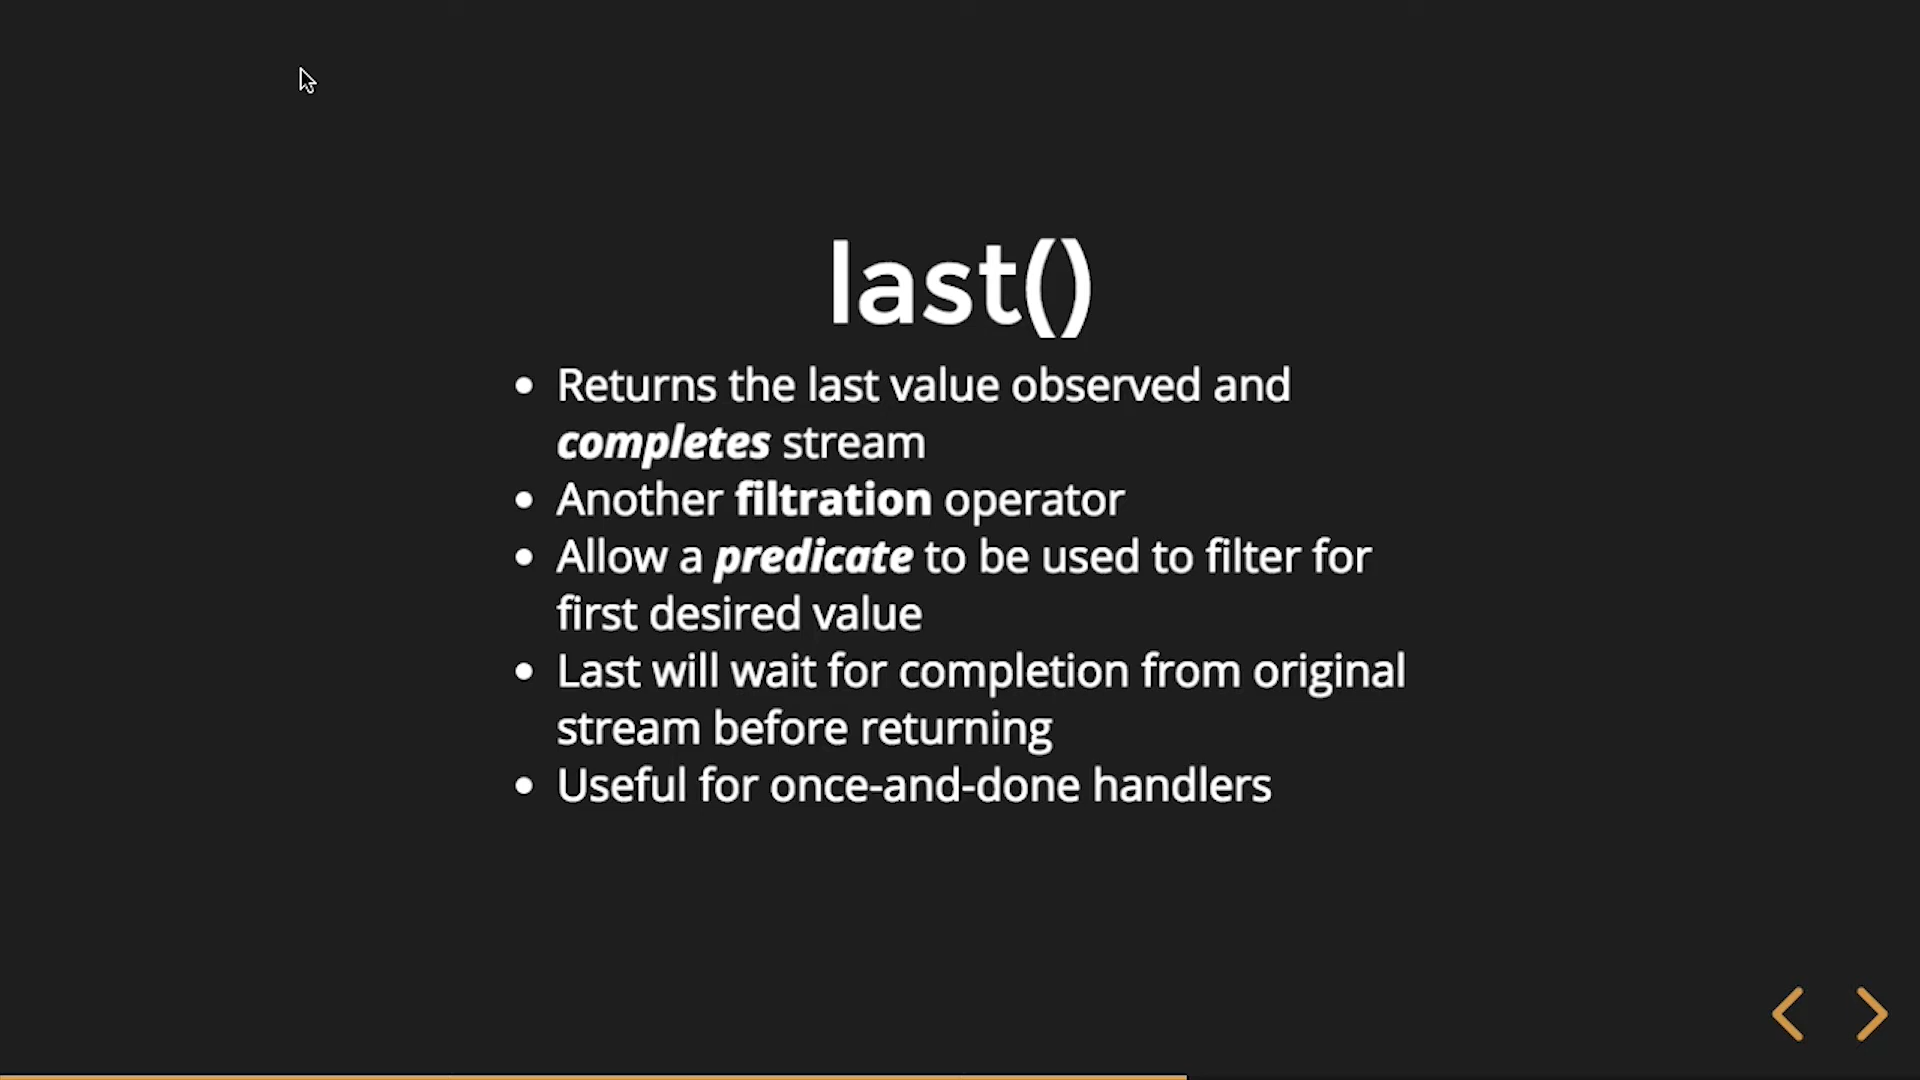 last()
Returns the last value observed and
completes stream
Another filtration operator
Allow a predicate to be used to filter for
first desired value
Last will wait for completion from original
stream before returning
Useful for once-and-done handlers